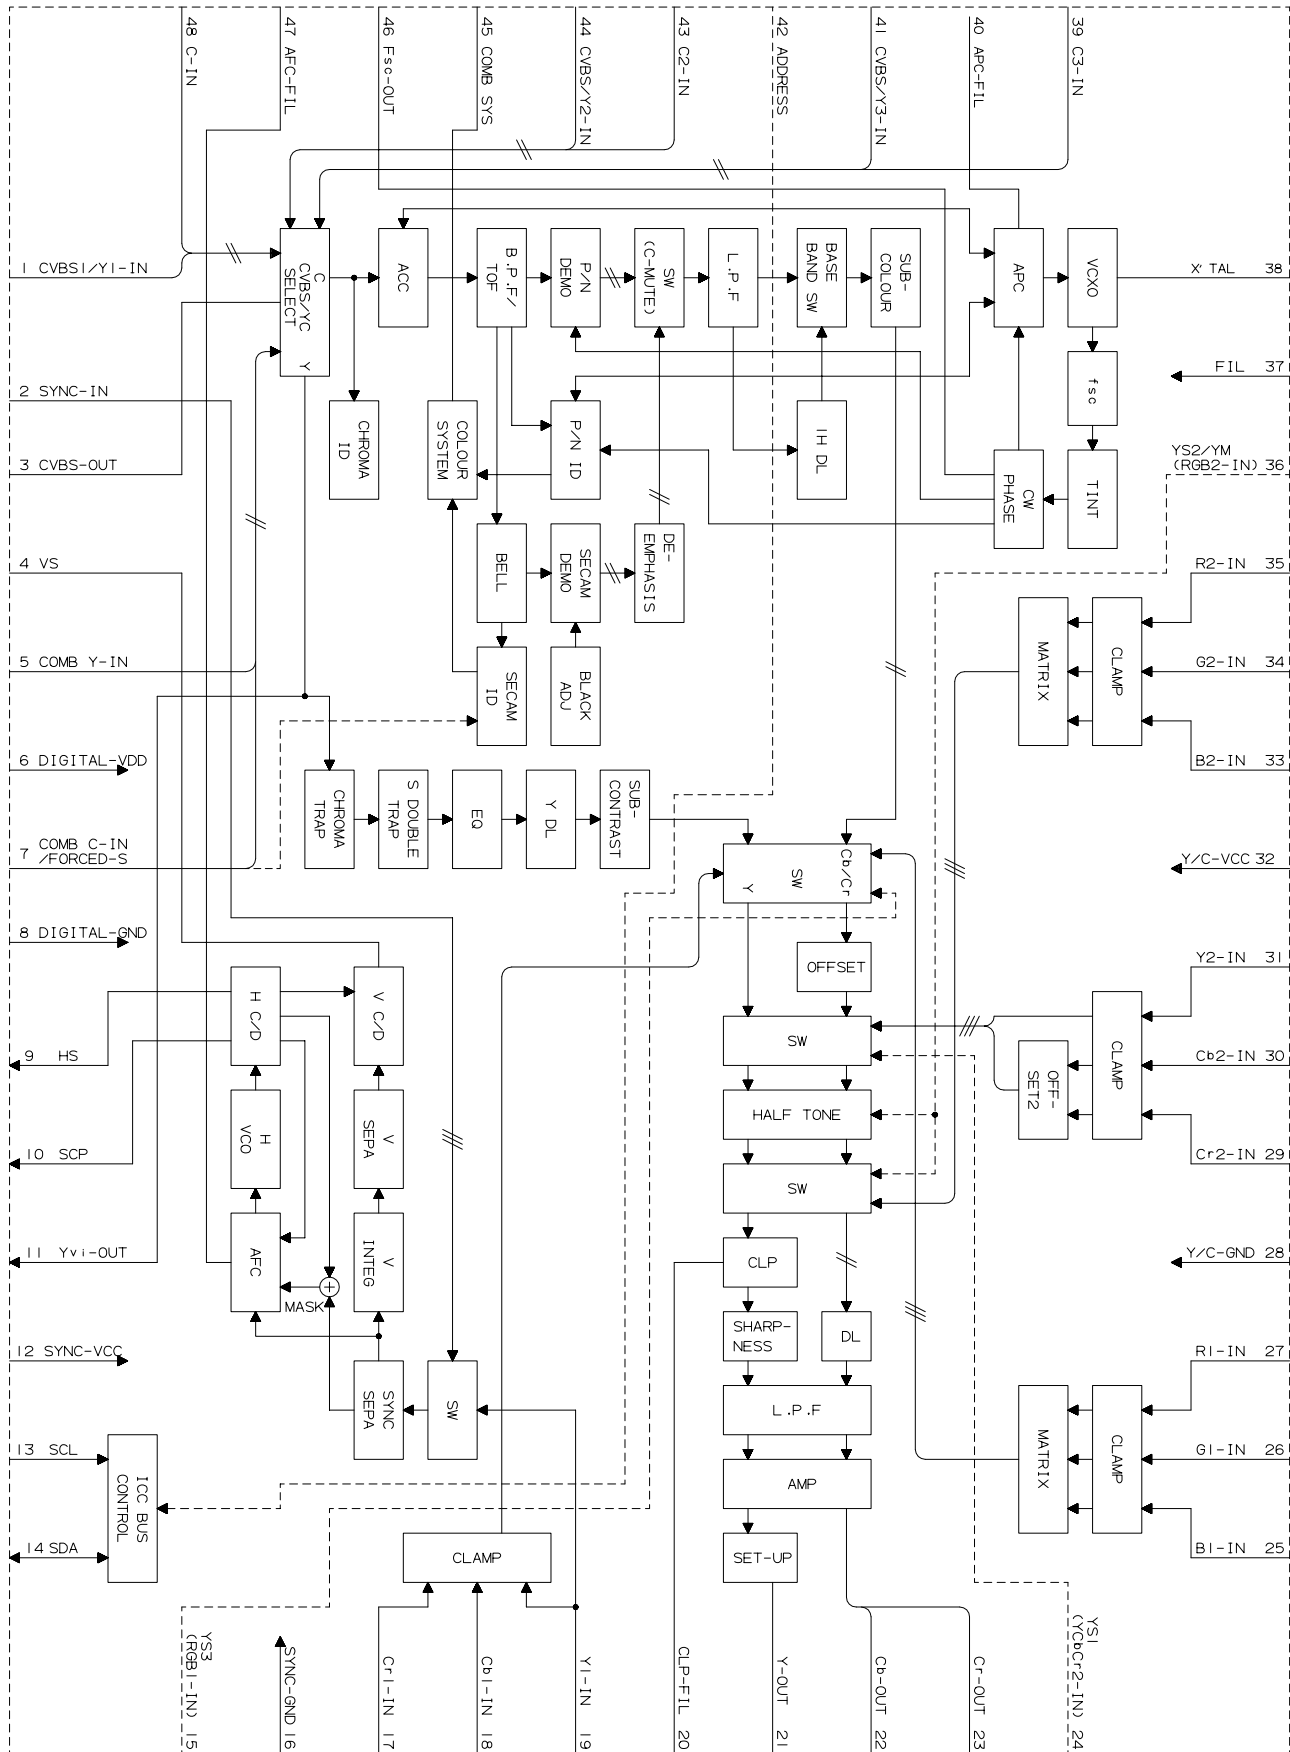 48 C-IN
47 AFC-FIL
46 Fsc-OUT
45 COMB SYS
44 CVBS/Y2-IN
43 C2-IN
42 ADDRESS
41 CVBS/Y3-IN
40 APC-FIL
39 C3-IN
1 CVBS1/Y1-IN
2 SYNC-IN
3 CVBS-OUT
4 VS
5 COMB Y-IN
6 DIGITAL-VDD
7 COMB C-IN
/FORCED-S
8 DIGITAL-GND
9 HS
10 SCP
11 Yvi-OUT
12 SYNC-VCC
13 SCL
14 SDA
C
CVBS/YC
SELECT
Y
ACC
B.P.F/
TOF
P/N
DEMO
SW
(C-MUTE)
L.P.F
BASE
BAND SW
SUB-
COLOUR
APC
VCXO
X'TAL 38
FIL 37
fsc
YS2/YM
(RGB2-IN) 36
CHROMA
ID
COLOUR
SYSTEM
P/N ID
1H DL
CW
PHASE
TINT
BELL
SECAM
DEMO
DE-
EMPHASIS
SECAM
ID
BLACK
ADJ
R2-IN 35
G2-IN 34
B2-IN 33
MATRIX
CLAMP
CHROMA
TRAP
S DOUBLE
TRAP
EQ
Y DL
SUB-
CONTRAST
Cb/Cr
SW
Y
Y/C-VCC 32
OFFSET
H C/D
V C/D
SW
Y2-IN 31
Cb2-IN 30
Cr2-IN 29
CLAMP
OFF-
SET2
H
VCO
V
SEPA
HALF TONE
SW
AFC
V
INTEG
+
MASK
CLP
Y/C-GND 28
SHARP-
NESS
DL
SYNC
SEPA
SW
L.P.F
R1-IN 27
G1-IN 26
B1-IN 25
MATRIX
CLAMP
ICC BUS
CONTROL
AMP
CLAMP
SET-UP
YS3
(RGB1-IN) 15
SYNC-GND 16
Cr1-IN 17
Cb1-IN 18
Y1-IN 19
CLP-FIL 20
Y-OUT 21
Cb-OUT 22
Cr-OUT 23
YS1
(YCbCr2-IN) 24